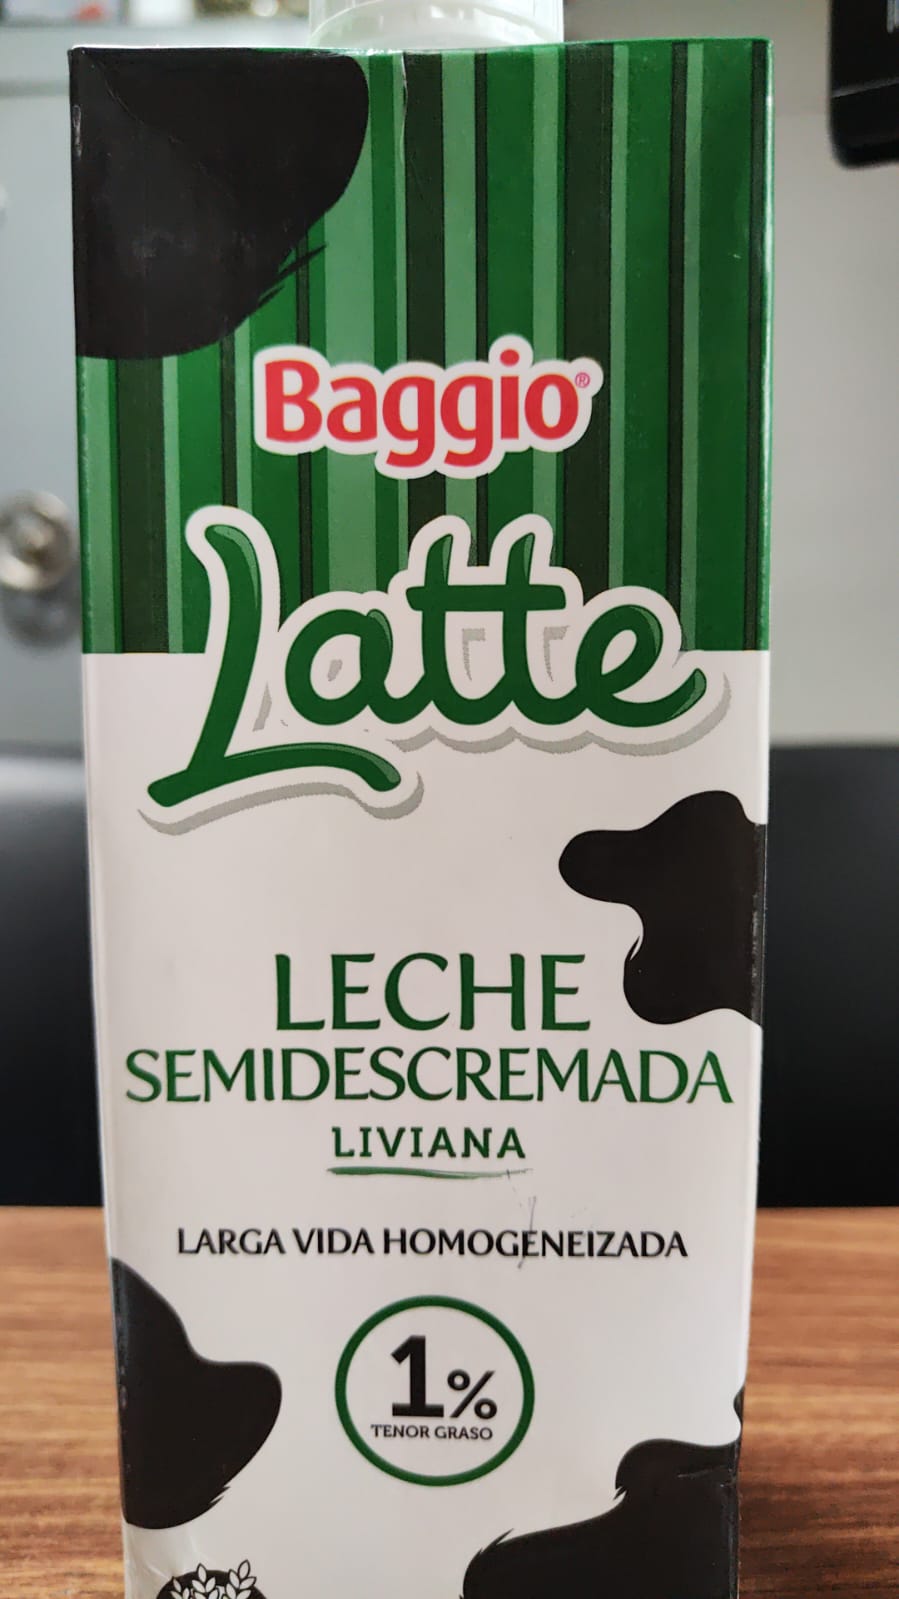 Baggio®
Latte
LECHE
SEMIDESCREMADA
LIVIANA
LARGA VIDA HOMOGENEIZADA
1%
TENOR GRASO